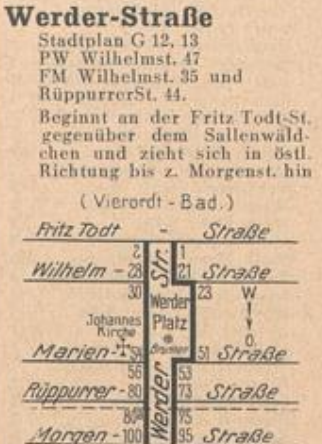 Werder-Straße
Stadtplan G 12, 13
PW Wilhelmst. 47
FM Wilhelmst. 35 und
RüppurrerSt. 44.
Beginnt an der Fritz Todt-St.
gegenüber dem Sallenwäld-
chen und zieht sich in östl.
Richtung bis z. Morgenst. hin
(Vierordt - Bad.)
Fritz Todt - Straße
2 Str. 1
Wilhelm - 28 21 Straße
30 Werder 23 W
Johannes Platz
Kirche O.
Marien - 54 Brunnen 51 Straße
56 53
Rüppurrer - 80 Werder 73 Straße
80a 75
Morgen - 100 95 Straße